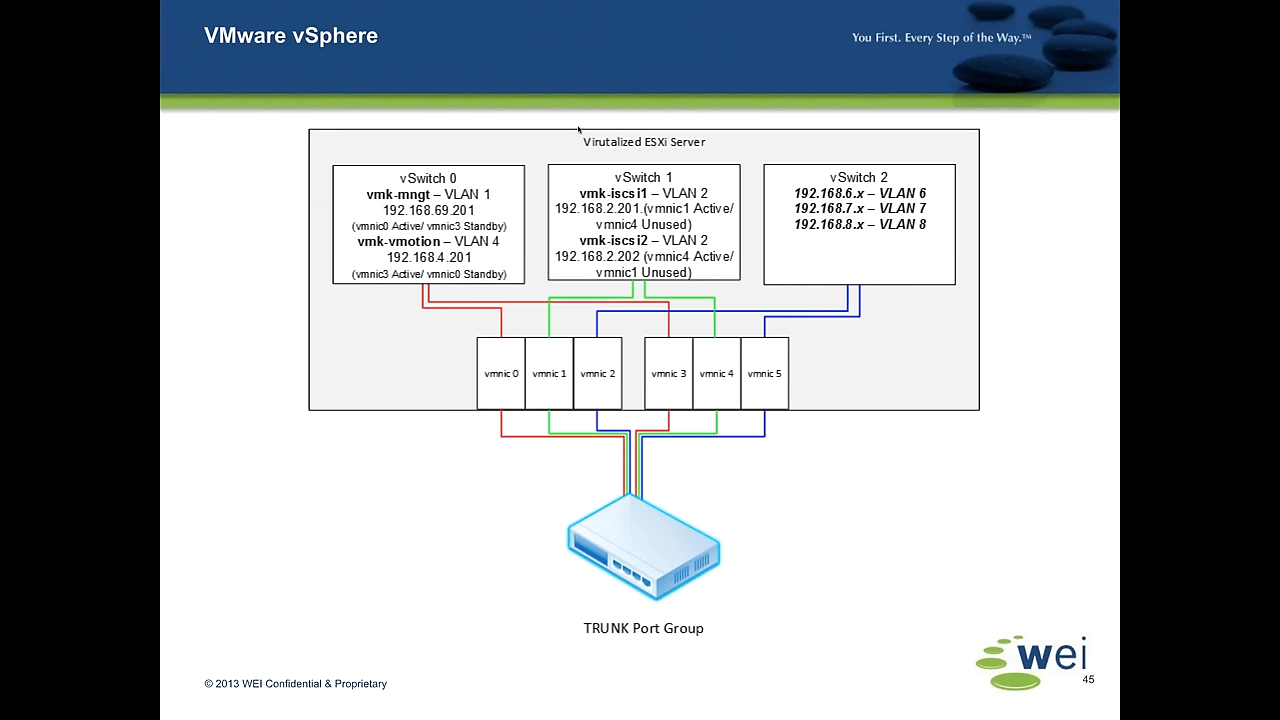 VMware vSphere
You First. Every Step of the Way.™
Virutalized ESXi Server
vSwitch 0
vmk-mngt – VLAN 1
192.168.69.201
(vmnic0 Active/ vmnic3 Standby)
vmk-vmotion – VLAN 4
192.168.4.201
(vmnic3 Active/ vmnic0 Standby)
vSwitch 1
vmk-iscsi1 – VLAN 2
192.168.2.201.(vmnic1 Active/
vmnic4 Unused)
vmk-iscsi2 – VLAN 2
192.168.2.202 (vmnic4 Active/
vmnic1 Unused)
vSwitch 2
192.168.6.x – VLAN 6
192.168.7.x – VLAN 7
192.168.8.x – VLAN 8
vmnic 0
vmnic 1
vmnic 2
vmnic 3
vmnic 4
vmnic 5
TRUNK Port Group
wei
© 2013 WEI Confidential & Proprietary
45